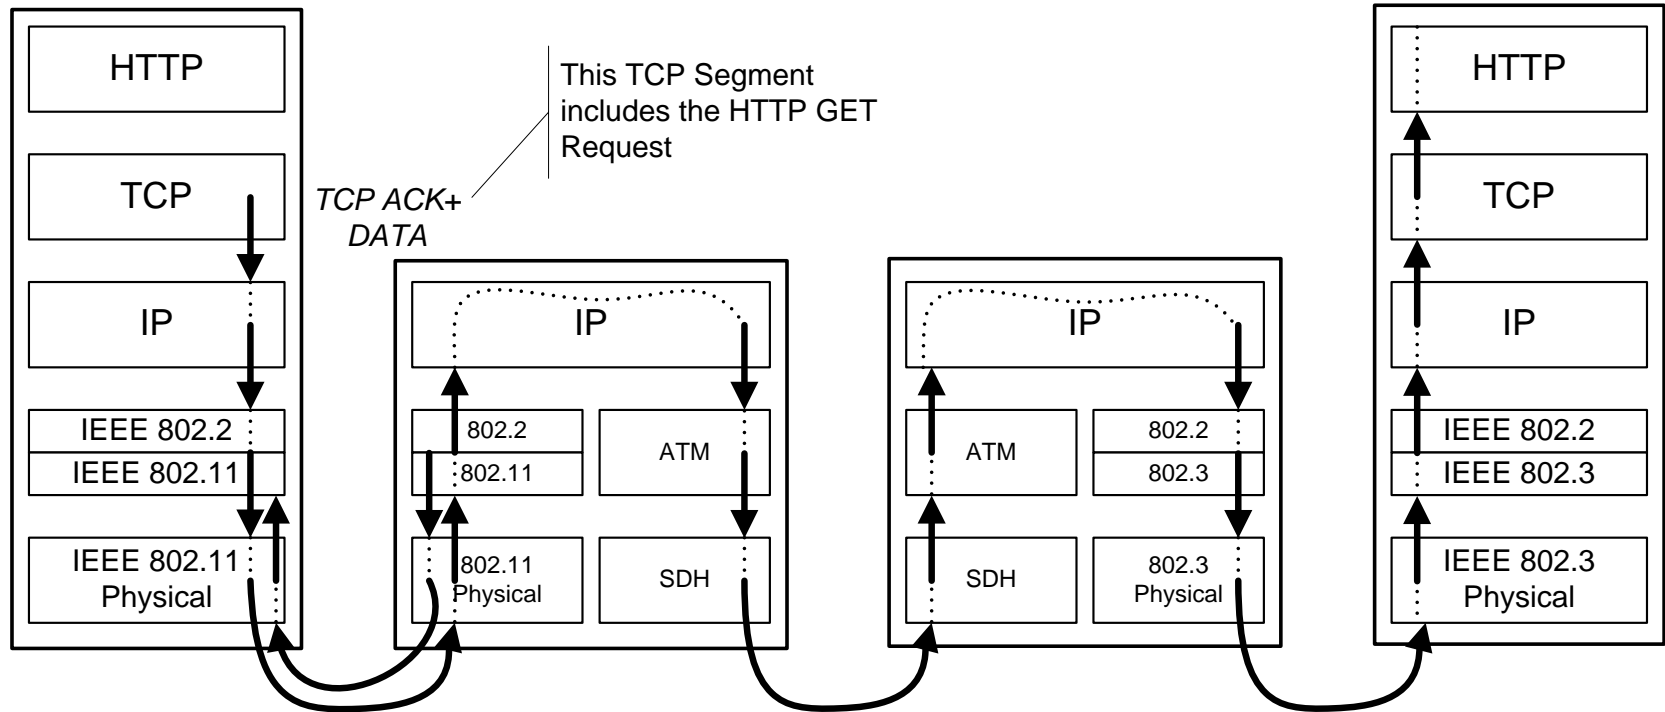 HTTP
TCP
IP
IEEE 802.2
IEEE 802.11
IEEE 802.11
Physical
This TCP Segment
includes the HTTP GET
Request
TCP ACK+
DATA
IP
802.2
802.11
ATM
802.11
Physical
SDH
IP
ATM
802.2
802.3
SDH
802.3
Physical
HTTP
TCP
IP
IEEE 802.2
IEEE 802.3
IEEE 802.3
Physical